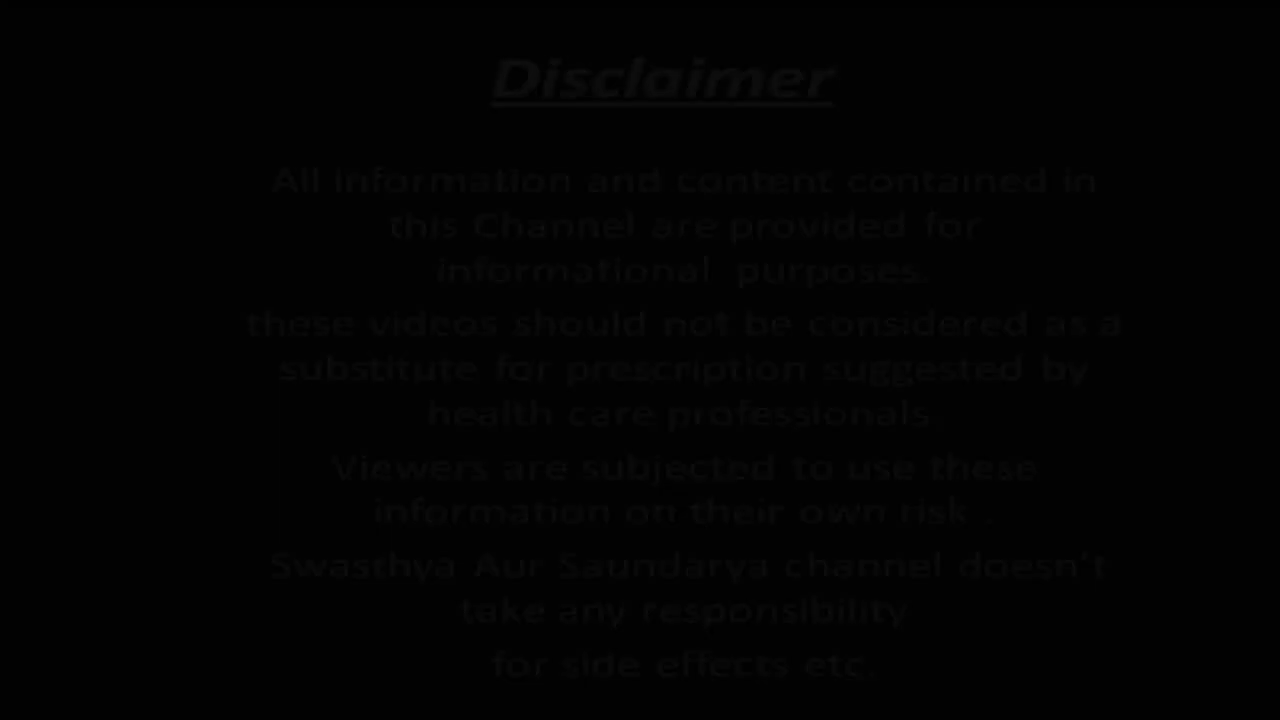 Disclaimer
All information and content contained in
this Channel are provided for
informational purposes.
these videos should not be considered as a
substitute for prescription suggested by
health care professionals.
Viewers are subjected to use these
information on their own risk .
Swasthya Aur Saundarya channel doesn't
take any responsibility
for side effects etc.